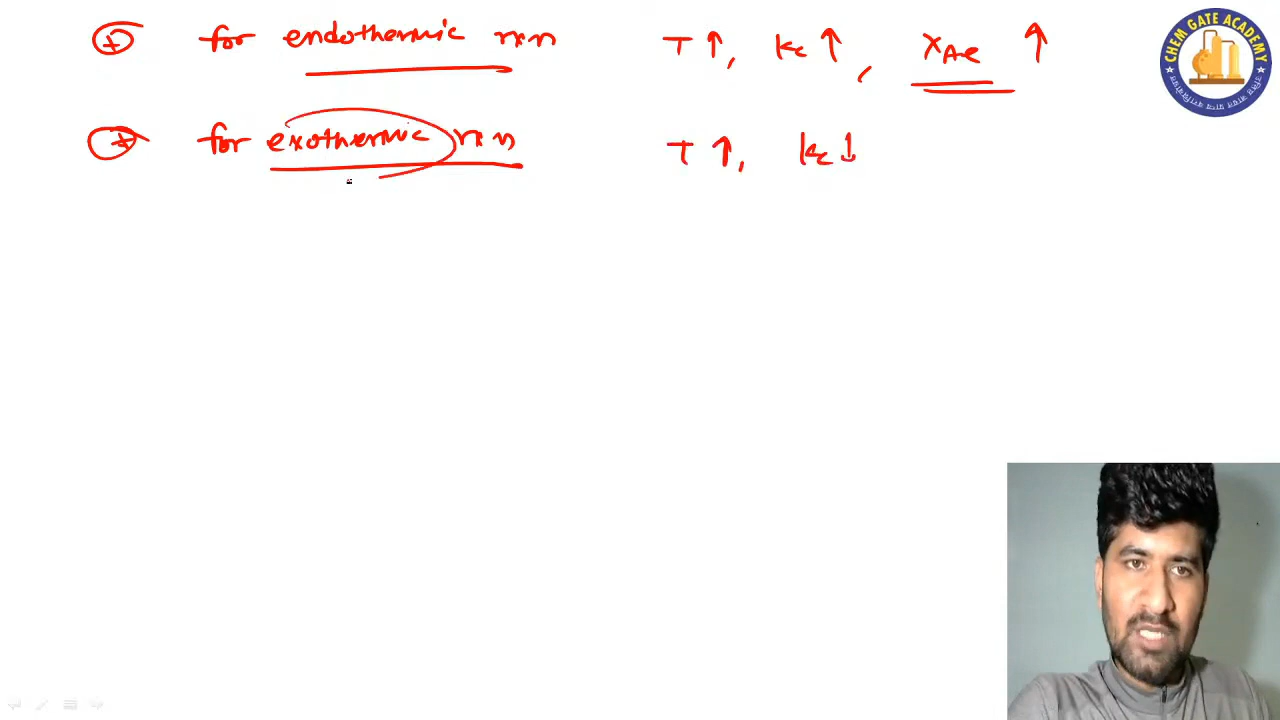 for endothermic rxn T↑, Kc↑, XAe ↑
for exothermic rxn T↑, Kc↓
CHEM GATE ACADEMY